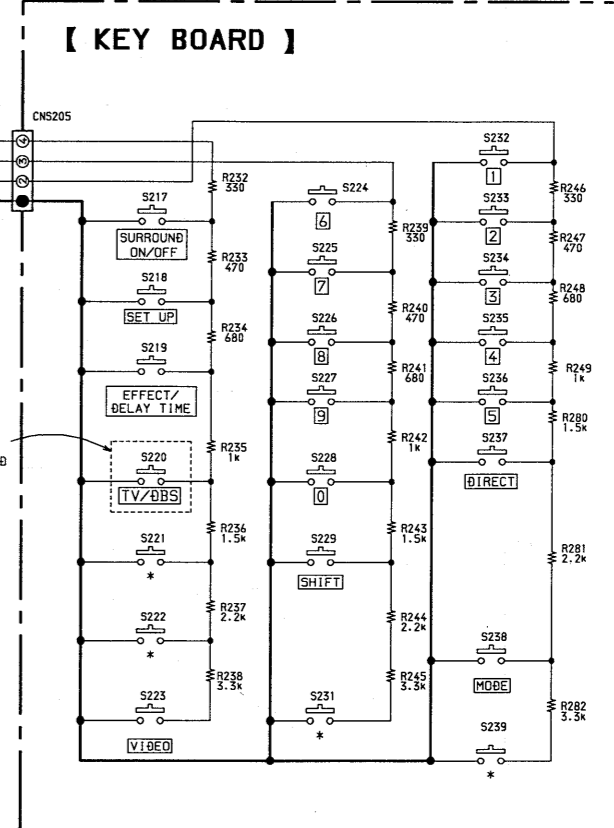 【 KEY BOARD 】
CNS205
4
3
2
R232
330
S217
SURROUND
ON/OFF
R233
470
S218
SET UP
R234
680
S219
EFFECT/
DELAY TIME
R235
1k
D
S220
TV/DBS
R236
1.5k
S221
*
R237
2.2k
S222
*
R238
3.3k
S223
VIDEO
S224
6
R239
330
S225
7
R240
470
S226
8
R241
680
S227
9
R242
1k
S228
0
R243
1.5k
S229
SHIFT
R244
2.2k
R245
3.3k
S231
*
S232
1
R246
330
S233
2
R247
470
S234
3
R248
680
S235
4
R249
1k
S236
5
R280
1.5k
S237
DIRECT
R281
2.2k
S238
MODE
R282
3.3k
S239
*